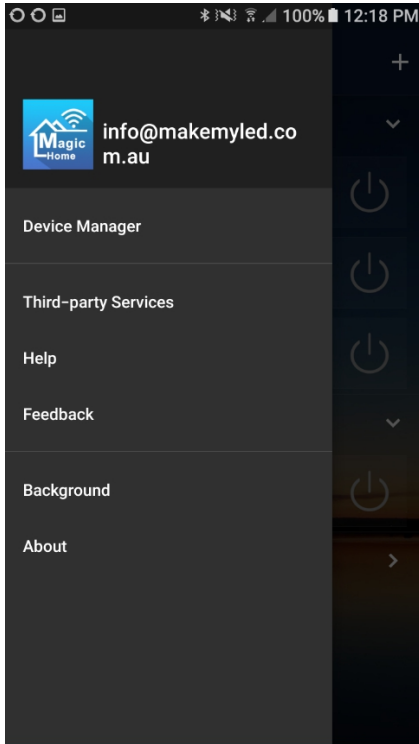 100% 12:18 PM
Magic
Home
info@makemyled.co
m.au
Device Manager
Third-party Services
Help
Feedback
Background
About